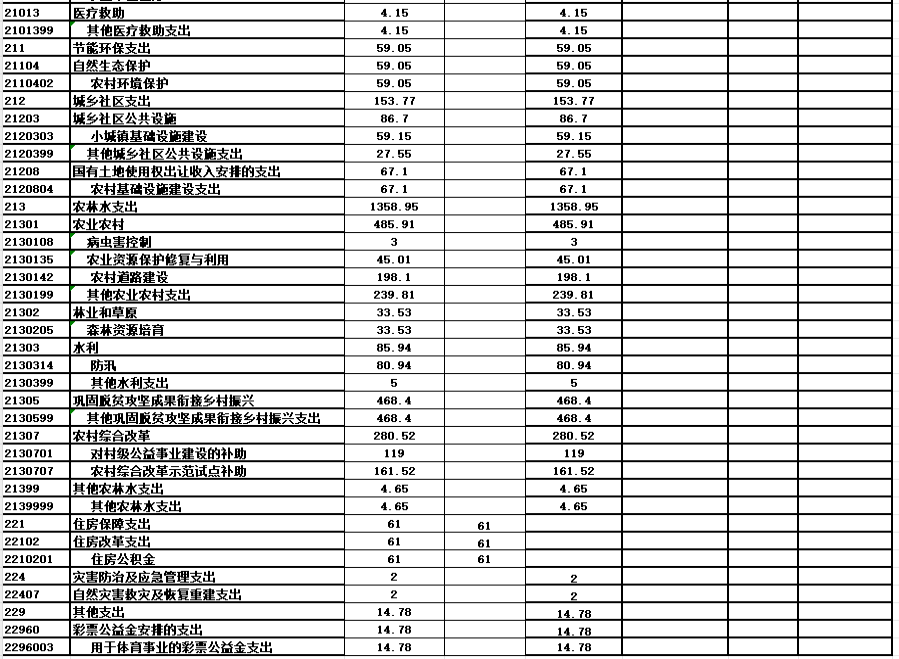 21013 医疗救助 4.15 4.15
2101399 其他医疗救助支出 4.15 4.15
211 节能环保支出 59.05 59.05
21104 自然生态保护 59.05 59.05
2110402 农村环境保护 59.05 59.05
212 城乡社区支出 153.77 153.77
21203 城乡社区公共设施 86.7 86.7
2120303 小城镇基础设施建设 59.15 59.15
2120399 其他城乡社区公共设施支出 27.55 27.55
21208 国有土地使用权出让收入安排的支出 67.1 67.1
2120804 农村基础设施建设支出 67.1 67.1
213 农林水支出 1358.95 1358.95
21301 农业农村 485.91 485.91
2130108 病虫害控制 3 3
2130135 农业资源保护修复与利用 45.01 45.01
2130142 农村道路建设 198.1 198.1
2130199 其他农业农村支出 239.81 239.81
21302 林业和草原 33.53 33.53
2130205 森林资源培育 33.53 33.53
21303 水利 85.94 85.94
2130314 防汛 80.94 80.94
2130399 其他水利支出 5 5
21305 巩固脱贫攻坚成果衔接乡村振兴 468.4 468.4
2130599 其他巩固脱贫攻坚成果衔接乡村振兴支出 468.4 468.4
21307 农村综合改革 280.52 280.52
2130701 对村级公益事业建设的补助 119 119
2130707 农村综合改革示范试点补助 161.52 161.52
21399 其他农林水支出 4.65 4.65
2139999 其他农林水支出 4.65 4.65
221 住房保障支出 61 61
22102 住房改革支出 61 61
2210201 住房公积金 61 61
224 灾害防治及应急管理支出 2 2
22407 自然灾害救灾及恢复重建支出 2 2
229 其他支出 14.78 14.78
22960 彩票公益金安排的支出 14.78 14.78
2296003 用于体育事业的彩票公益金支出 14.78 14.78